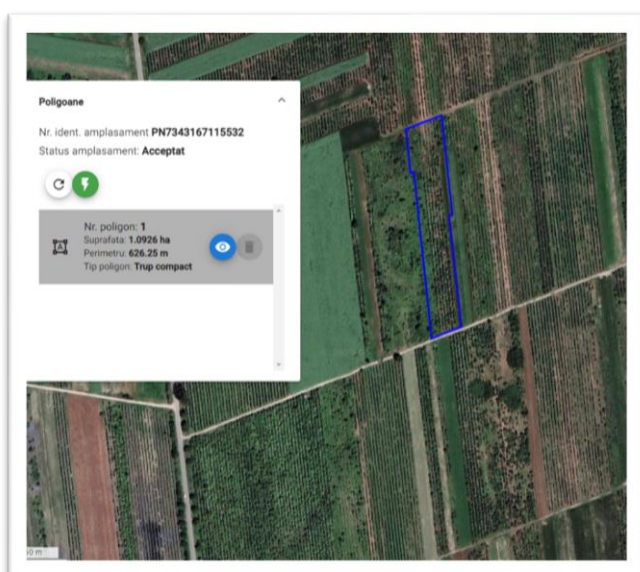 Poligoane
Nr. ident. amplasament PN7343167115532
Status amplasament: Acceptat
Nr. poligon: 1
Suprafata: 1.0926 ha
Perimetru: 626.25 m
Tip poligon: Trup compact